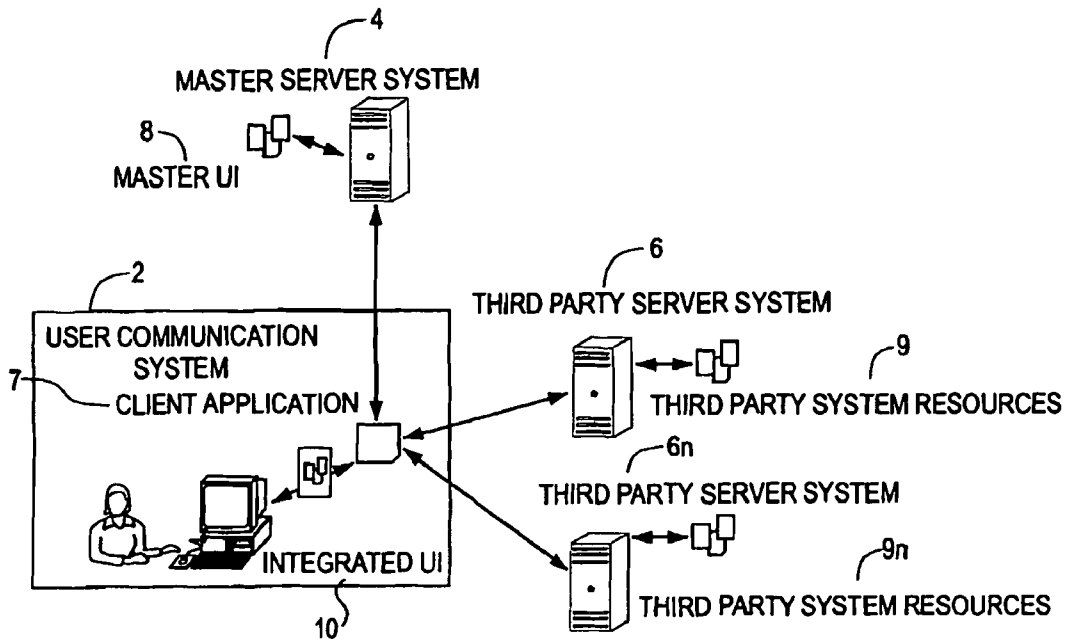 4
MASTER SERVER SYSTEM
8
MASTER UI
2
USER COMMUNICATION
SYSTEM
7
CLIENT APPLICATION
INTEGRATED UI
10
6
THIRD PARTY SERVER SYSTEM
9
THIRD PARTY SYSTEM RESOURCES
6n
THIRD PARTY SERVER SYSTEM
9n
THIRD PARTY SYSTEM RESOURCES